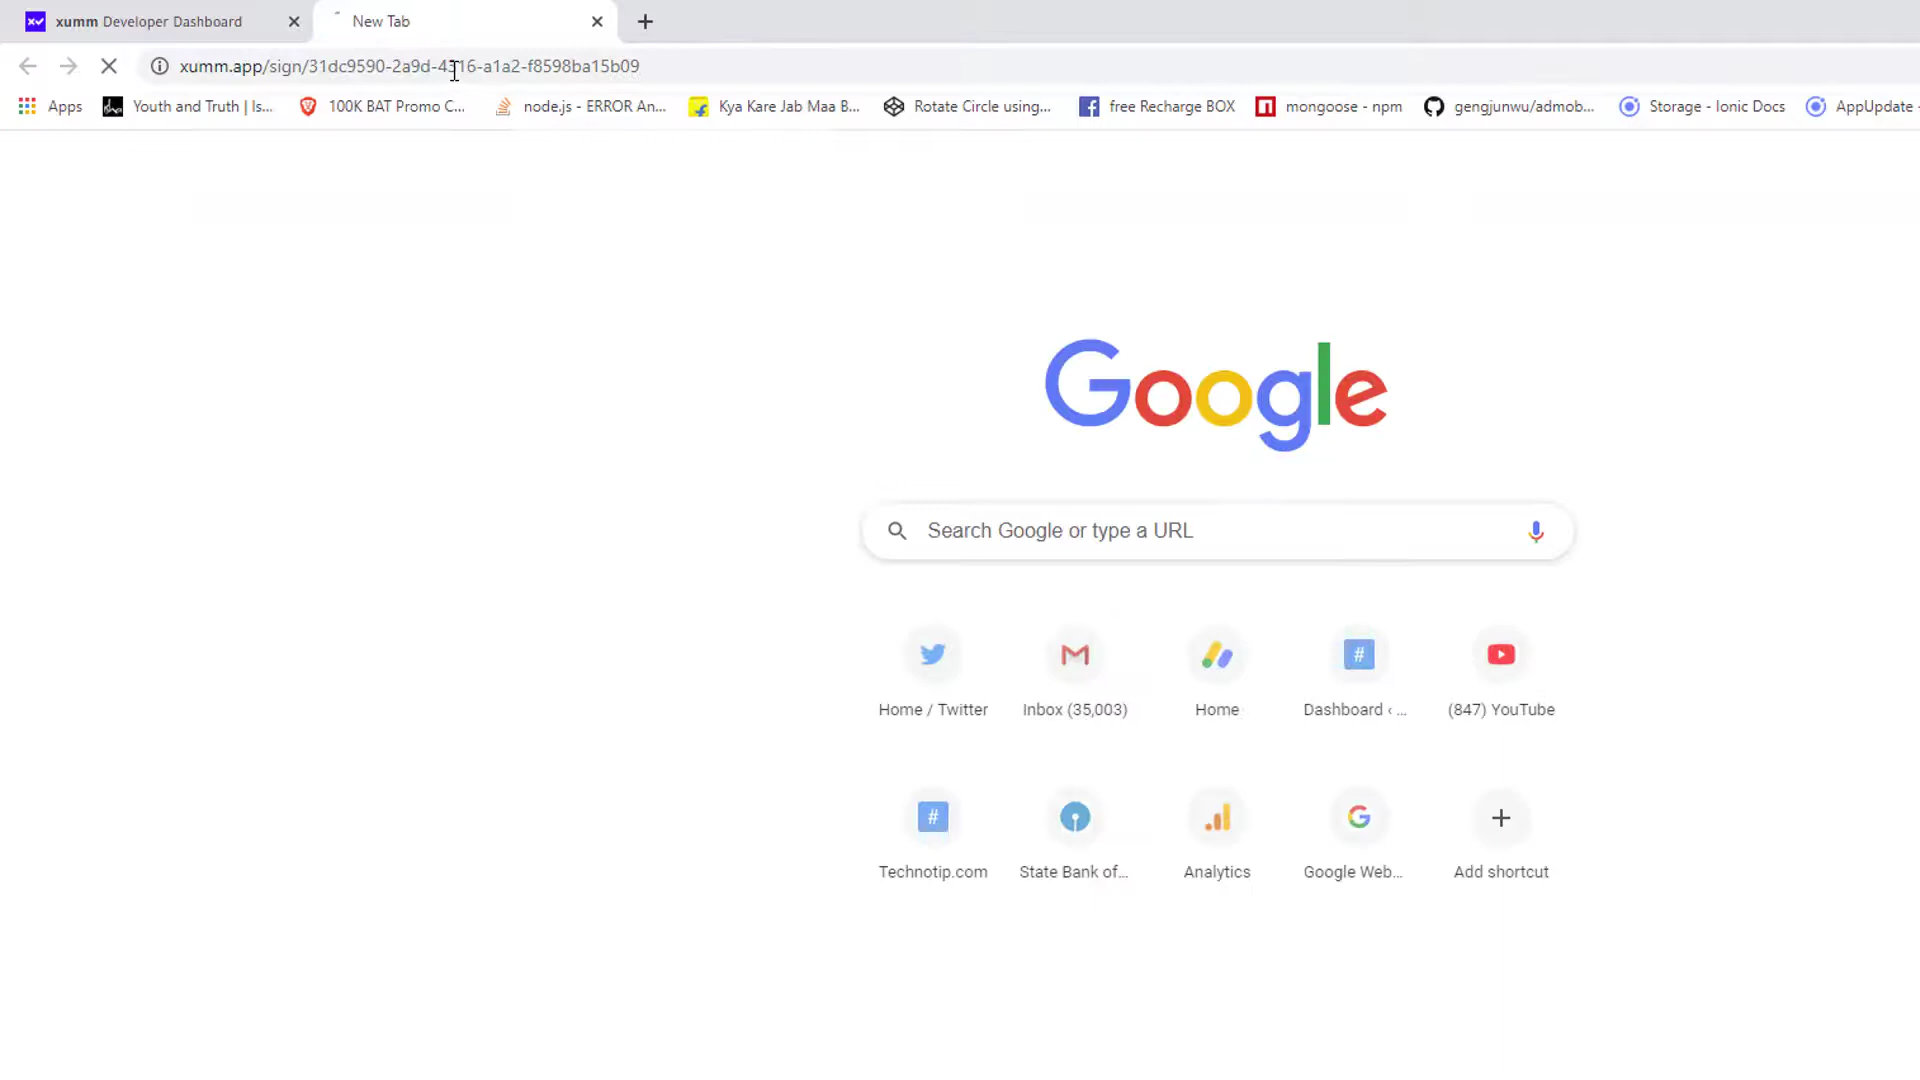 xumm Developer Dashboard
New Tab
xumm.app/sign/31dc9590-2a9d-4316-a1a2-f8598ba15b09
Apps
Youth and Truth | Is...
100K BAT Promo C...
node.js - ERROR An...
Kya Kare Jab Maa B...
Rotate Circle using...
free Recharge BOX
mongoose - npm
gengjunwu/admob...
Storage - Ionic Docs
AppUpdate -
Google
Search Google or type a URL
Home / Twitter
Inbox (35,003)
Home
Dashboard ‹ ...
(847) YouTube
Technotip.com
State Bank of...
Analytics
Google Web...
Add shortcut